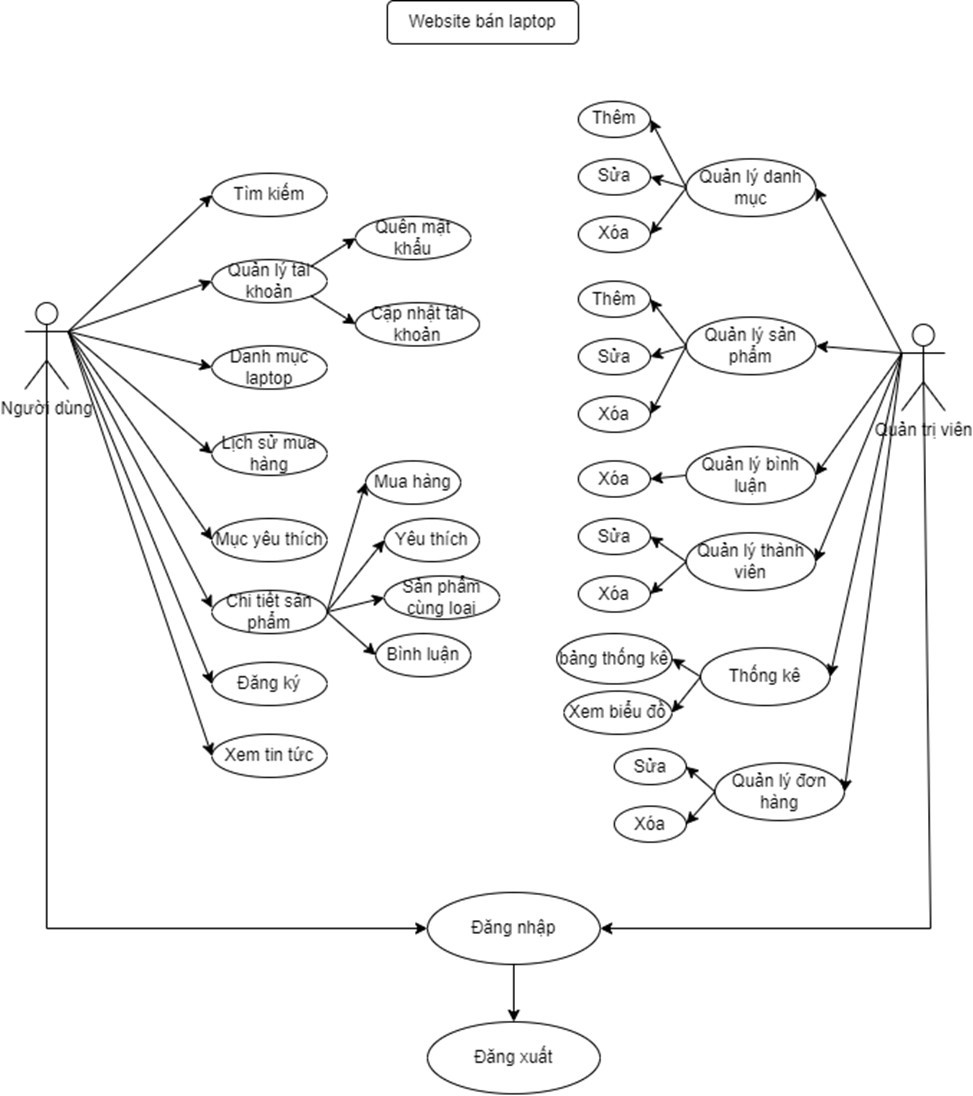 Website bán laptop
Tìm kiếm
Quản lý tài
khoản
Quên mật
khẩu
Cập nhật tài
khoản
Danh mục
laptop
Người dùng
Lịch sử mua
hàng
Mục yêu thích
Chi tiết sản
phẩm
Mua hàng
Yêu thích
Sản phẩm
cùng loại
Bình luận
Đăng ký
Xem tin tức
Thêm
Sửa
Xóa
Quản lý danh
mục
Thêm
Sửa
Xóa
Quản lý sản
phẩm
Quản trị viên
Xóa
Quản lý bình
luận
Sửa
Xóa
Quản lý thành
viên
bảng thống kê
Xem biểu đồ
Thống kê
Sửa
Xóa
Quản lý đơn
hàng
Đăng nhập
Đăng xuất